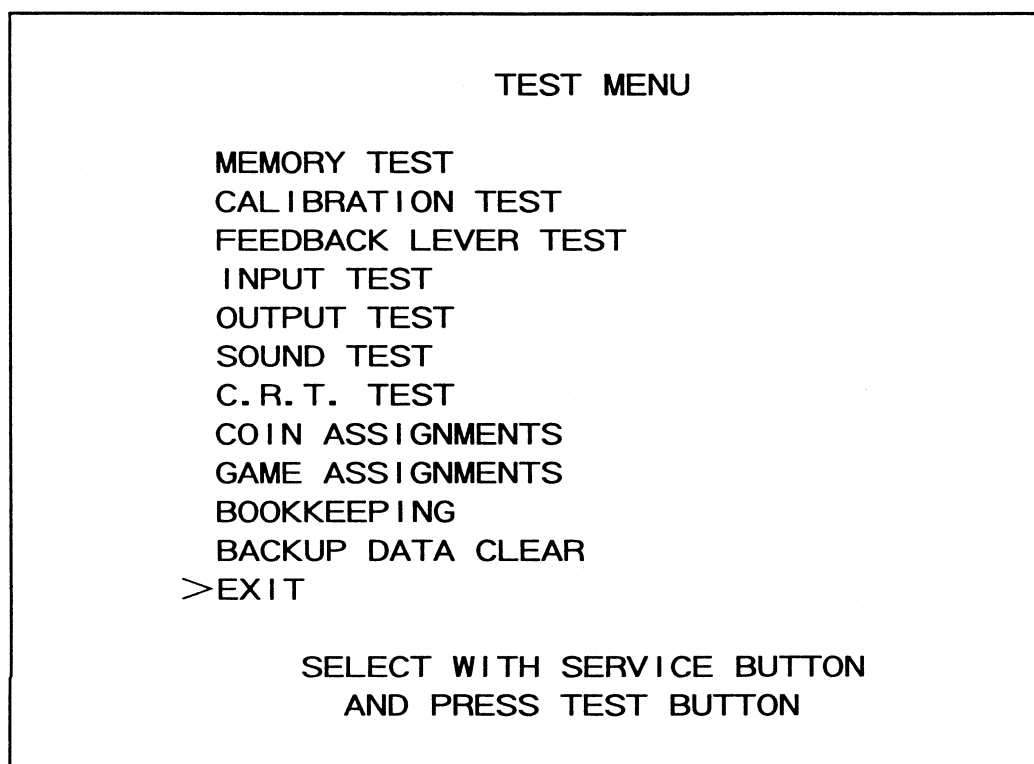 TEST MENU
MEMORY TEST
CALIBRATION TEST
FEEDBACK LEVER TEST
INPUT TEST
OUTPUT TEST
SOUND TEST
C.R.T. TEST
COIN ASSIGNMENTS
GAME ASSIGNMENTS
BOOKKEEPING
BACKUP DATA CLEAR
>EXIT
SELECT WITH SERVICE BUTTON
AND PRESS TEST BUTTON